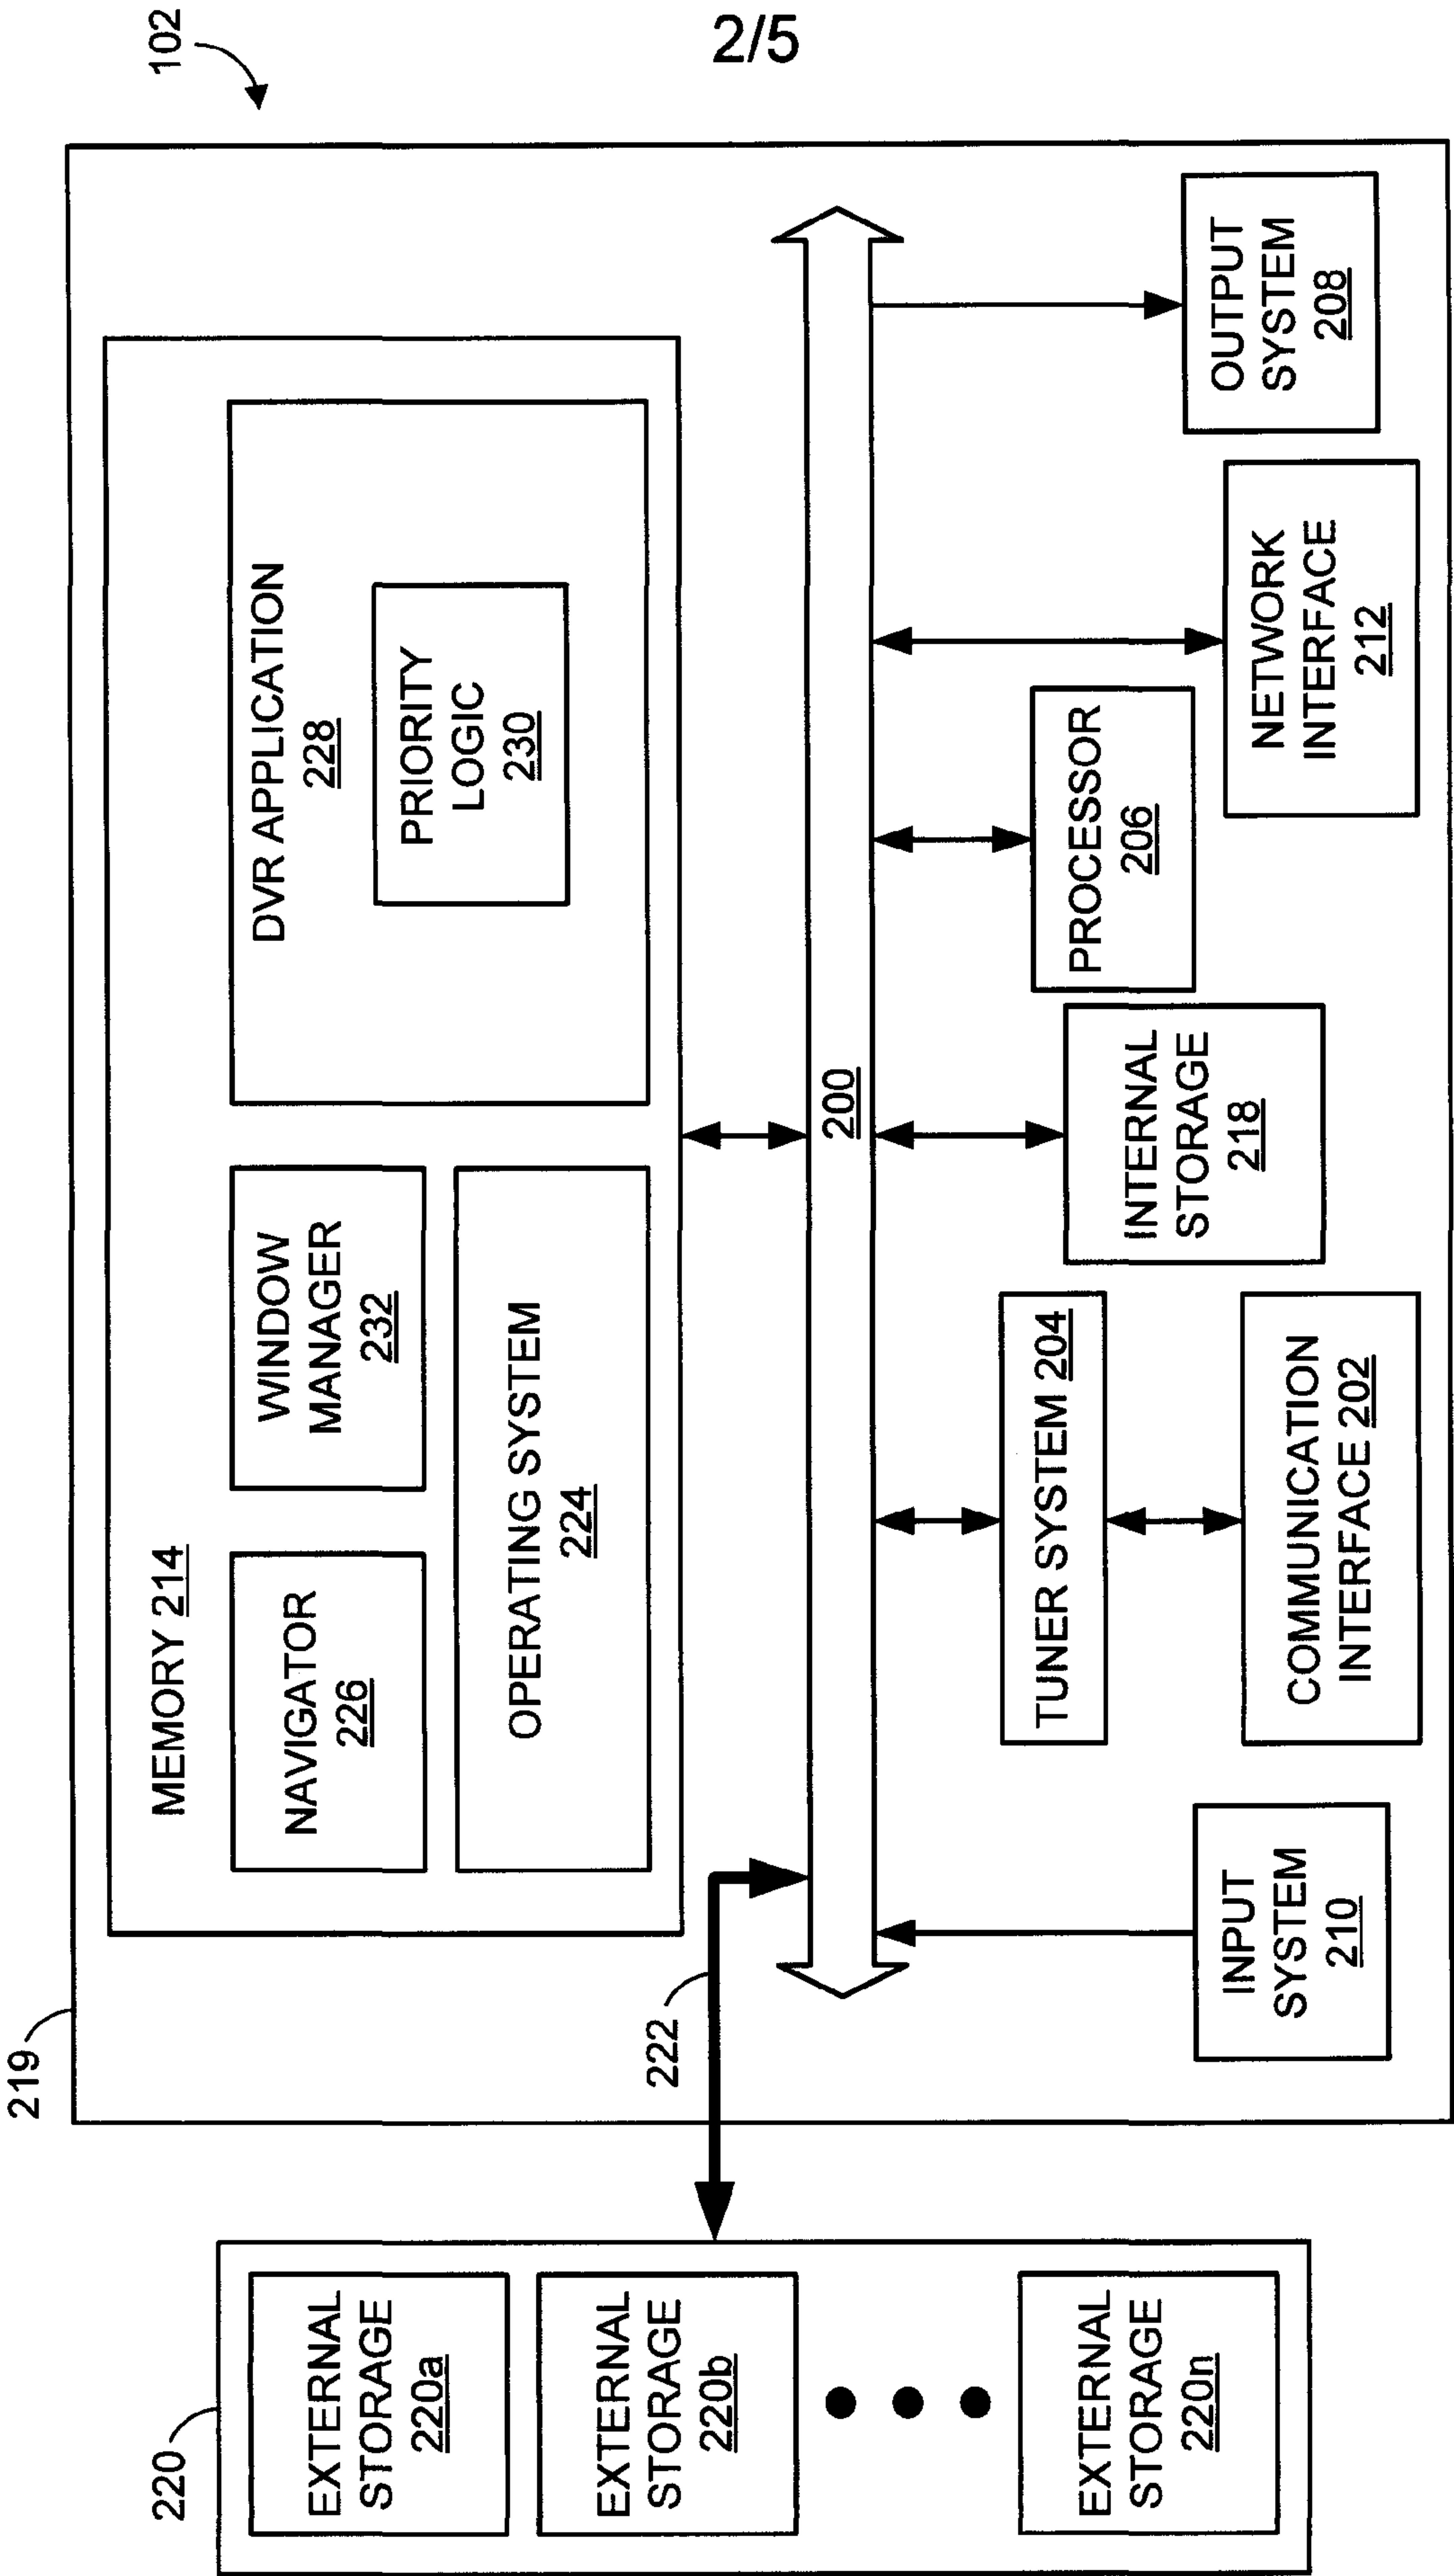 2/5
102
219
MEMORY 214
NAVIGATOR
226
WINDOW
MANAGER
232
OPERATING SYSTEM
224
DVR APPLICATION
228
PRIORITY
LOGIC
230
220
EXTERNAL
STORAGE
220a
EXTERNAL
STORAGE
220b
EXTERNAL
STORAGE
220n
222
200
INPUT
SYSTEM
210
TUNER SYSTEM 204
COMMUNICATION
INTERFACE 202
INTERNAL
STORAGE
218
PROCESSOR
206
NETWORK
INTERFACE
212
OUTPUT
SYSTEM
208